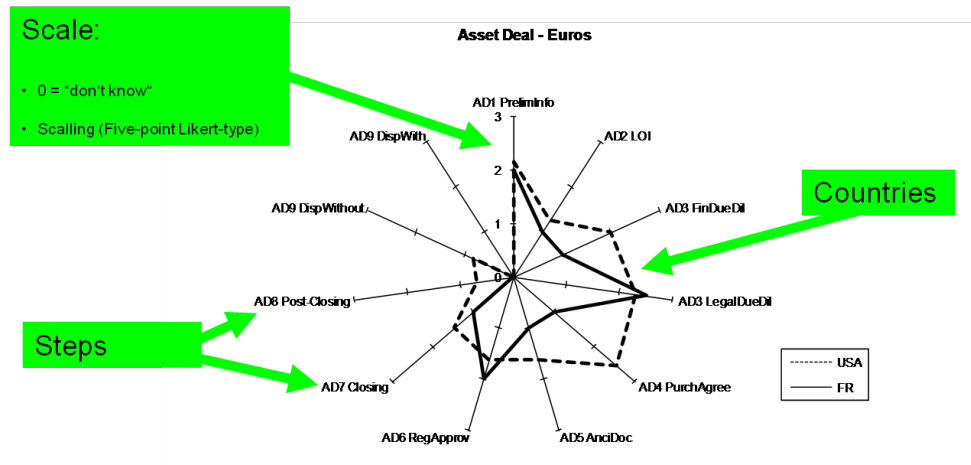 Scale:
• 0 = “don‘t know“
• Scalling (Five-point Likert-type)
Asset Deal - Euros
AD1 PrelimInfo
AD2 LOI
AD3 FinDueDil
AD3 LegalDueDil
AD4 PurchAgree
AD5 AnciDoc
AD6 RegApprov
AD7 Closing
AD8 Post-Closing
AD9 DispWithout
AD9 DispWith
3
2
1
0
Countries
Steps
USA
FR